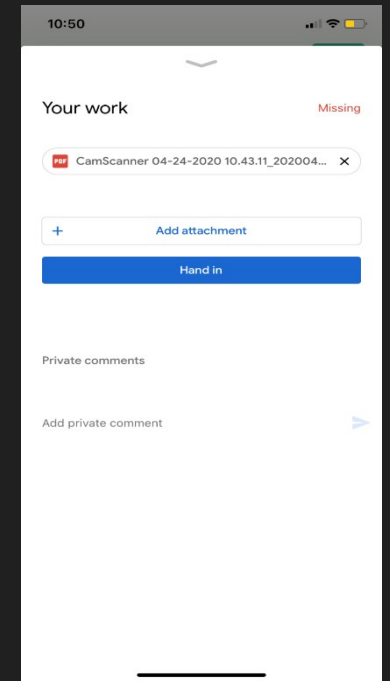 10:50
Your work
Missing
PDF
CamScanner 04-24-2020 10.43.11_202004...
+ Add attachment
Hand in
Private comments
Add private comment